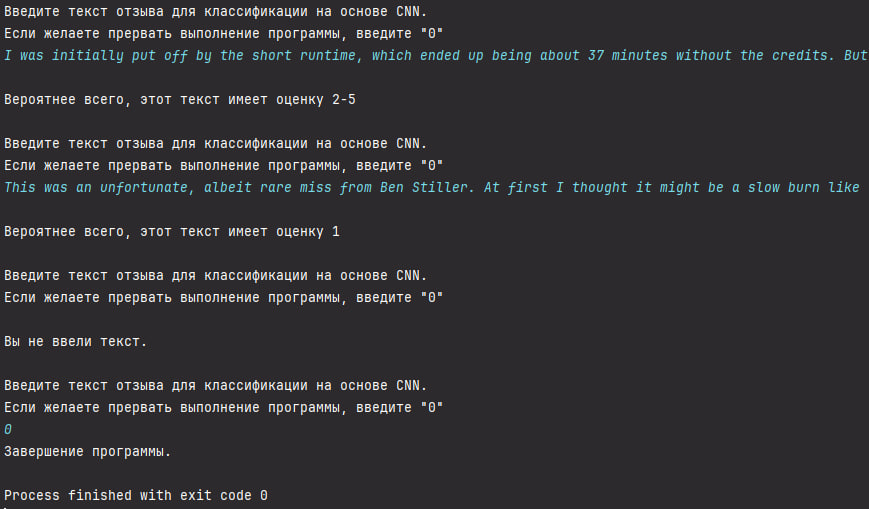 Введите текст отзыва для классификации на основе CNN.
Если желаете прервать выполнение программы, введите "0"
I was initially put off by the short runtime, which ended up being about 37 minutes without the credits. But
Вероятнее всего, этот текст имеет оценку 2-5
Введите текст отзыва для классификации на основе CNN.
Если желаете прервать выполнение программы, введите "0"
This was an unfortunate, albeit rare miss from Ben Stiller. At first I thought it might be a slow burn like
Вероятнее всего, этот текст имеет оценку 1
Введите текст отзыва для классификации на основе CNN.
Если желаете прервать выполнение программы, введите "0"
Вы не ввели текст.
Введите текст отзыва для классификации на основе CNN.
Если желаете прервать выполнение программы, введите "0"
0
Завершение программы.
Process finished with exit code 0